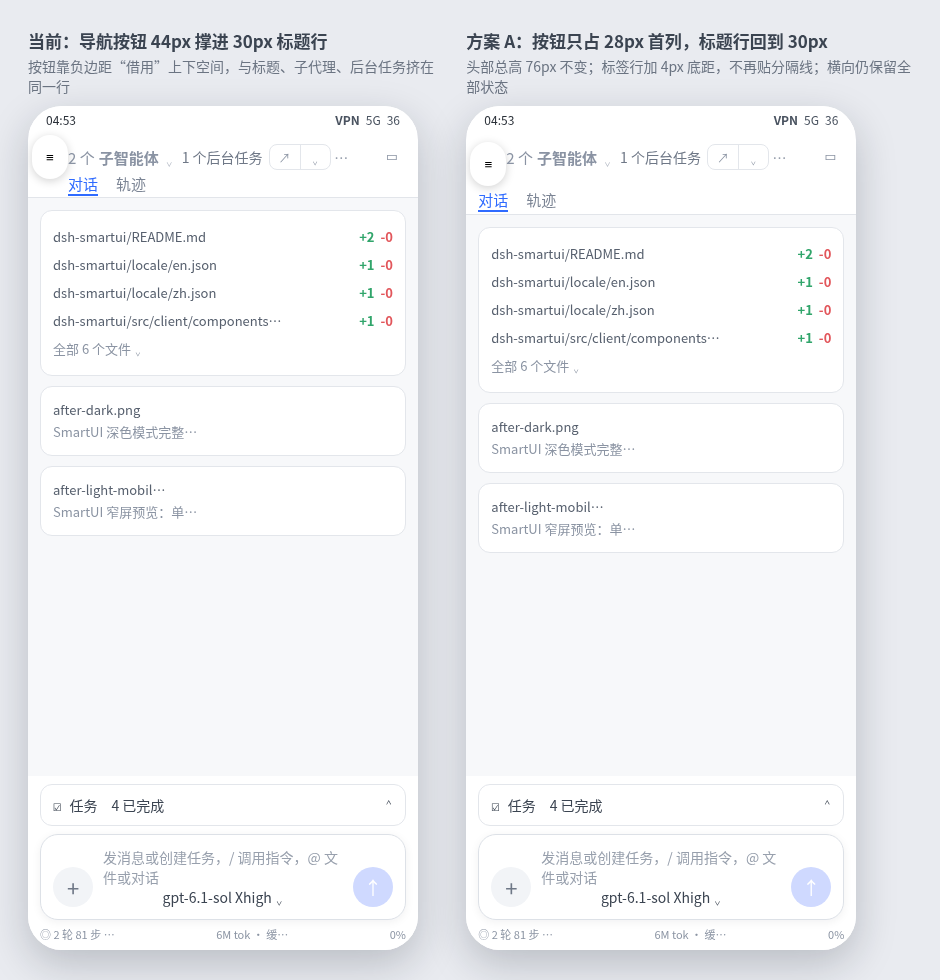 当前：导航按钮 44px 撑进 30px 标题行
按钮靠负边距“借用”上下空间，与标题、子代理、后台任务挤在
同一行
04:53 VPN 5G 36
≡ 2 个 子智能体 ⌄ 1 个后台任务 ↗ ⌄ ⋯ ▭
对话 轨迹
dsh-smartui/README.md +2 -0
dsh-smartui/locale/en.json +1 -0
dsh-smartui/locale/zh.json +1 -0
dsh-smartui/src/client/components⋯ +1 -0
全部 6 个文件 ⌄
after-dark.png
SmartUI 深色模式完整⋯
after-light-mobil⋯
SmartUI 窄屏预览：单⋯
☑ 任务 4 已完成 ^
发消息或创建任务，/ 调用指令，@ 文
件或对话
+ gpt-6.1-sol Xhigh ⌄ ↑
◎ 2 轮 81 步 ⋯ 6M tok · 缓⋯ 0%
方案 A：按钮只占 28px 首列，标题行回到 30px
头部总高 76px 不变；标签行加 4px 底距，不再贴分隔线；横向仍保留全
部状态
04:53 VPN 5G 36
≡ 2 个 子智能体 ⌄ 1 个后台任务 ↗ ⌄ ⋯ ▭
对话 轨迹
dsh-smartui/README.md +2 -0
dsh-smartui/locale/en.json +1 -0
dsh-smartui/locale/zh.json +1 -0
dsh-smartui/src/client/components⋯ +1 -0
全部 6 个文件 ⌄
after-dark.png
SmartUI 深色模式完整⋯
after-light-mobil⋯
SmartUI 窄屏预览：单⋯
☑ 任务 4 已完成 ^
发消息或创建任务，/ 调用指令，@ 文
件或对话
+ gpt-6.1-sol Xhigh ⌄ ↑
◎ 2 轮 81 步 ⋯ 6M tok · 缓⋯ 0%